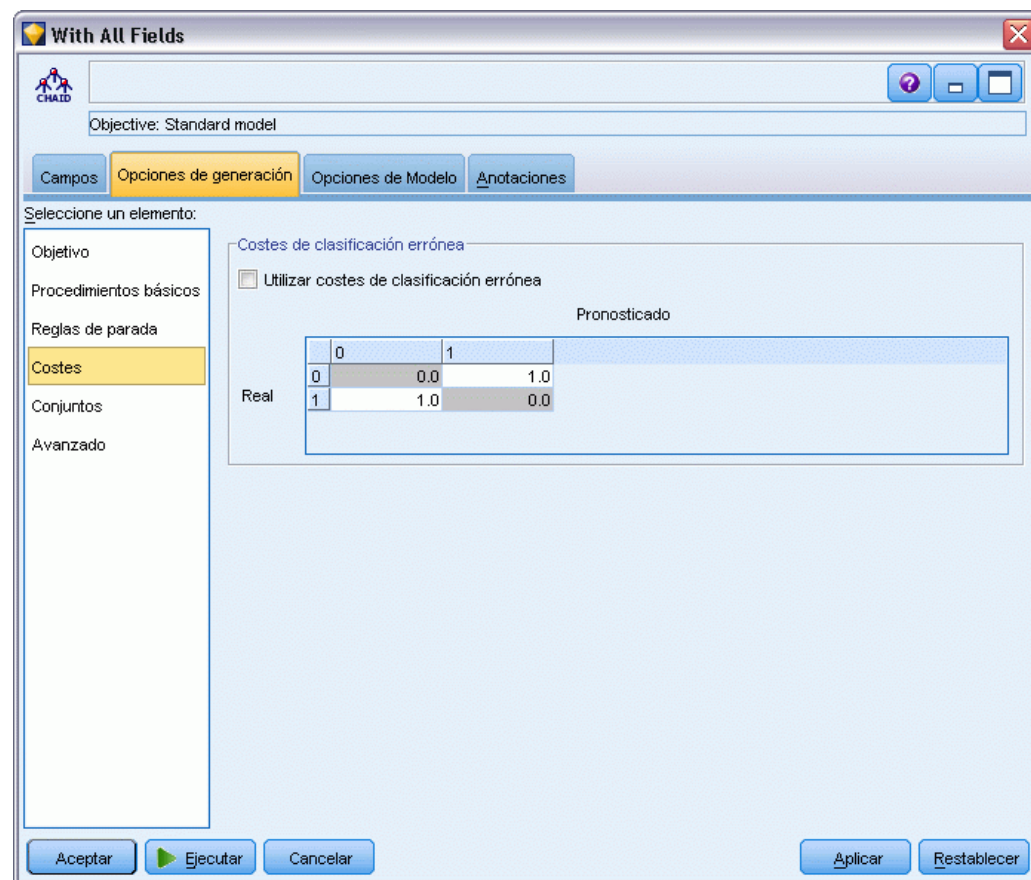 With All Fields
CHAID
Objective: Standard model
Campos Opciones de generación Opciones de Modelo Anotaciones
Seleccione un elemento:
Objetivo
Procedimientos básicos
Reglas de parada
Costes
Conjuntos
Avanzado
Costes de clasificación errónea
Utilizar costes de clasificación errónea
Pronosticado
0 1
Real
0 0.0 1.0
1 1.0 0.0
Aceptar Ejecutar Cancelar Aplicar Restablecer